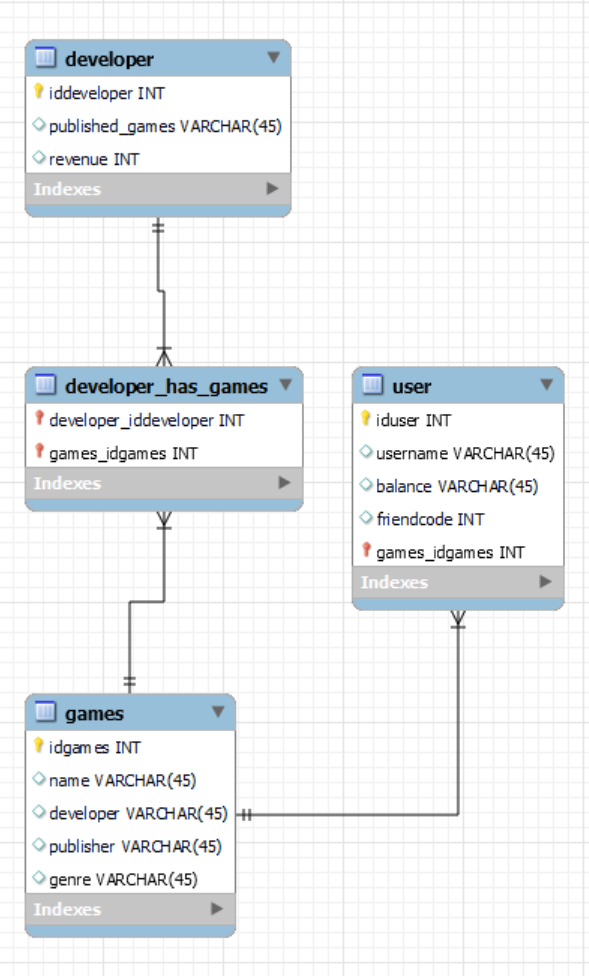 developer
iddeveloper INT
published_games VARCHAR(45)
revenue INT
Indexes
developer_has_games
developer_iddeveloper INT
games_idgames INT
Indexes
user
iduser INT
username VARCHAR(45)
balance VARCHAR(45)
friendcode INT
games_idgames INT
Indexes
games
idgames INT
name VARCHAR(45)
developer VARCHAR(45)
publisher VARCHAR(45)
genre VARCHAR(45)
Indexes